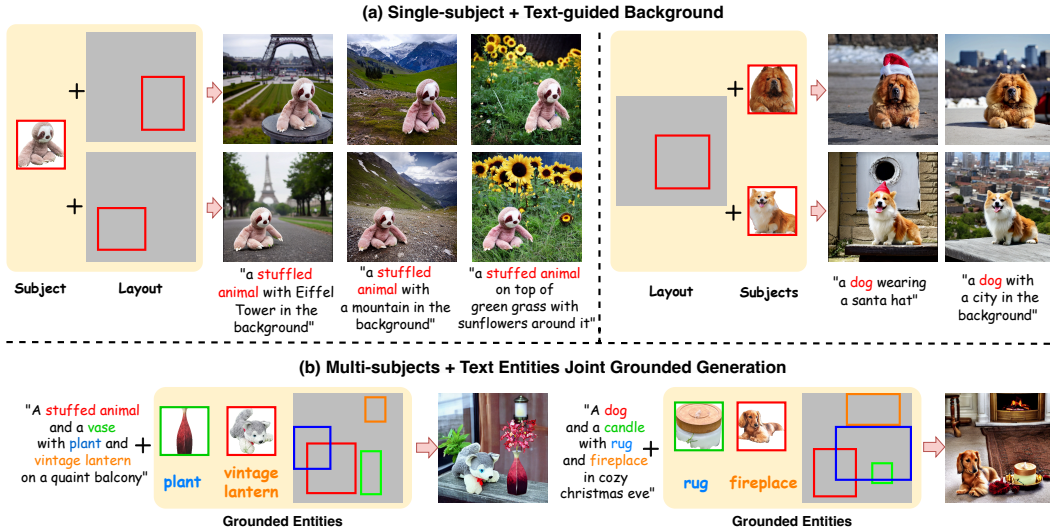 (a) Single-subject + Text-guided Background
+
+
Subject
Layout
"a stuffled
animal with Eiffel
Tower in the
background"
"a stuffled
animal with
a mountain in the
background"
"a stuffed animal
on top of
green grass with
sunflowers around it"
+
+
Layout
Subjects
"a dog wearing
a santa hat"
"a dog with
a city in the
background"
(b) Multi-subjects + Text Entities Joint Grounded Generation
"A stuffed animal
and a vase
with plant and
vintage lantern
on a quaint balcony"
+
plant
vintage
lantern
Grounded Entities
"A dog
and a candle
with rug
and fireplace
in cozy
christmas eve"
+
rug
fireplace
Grounded Entities